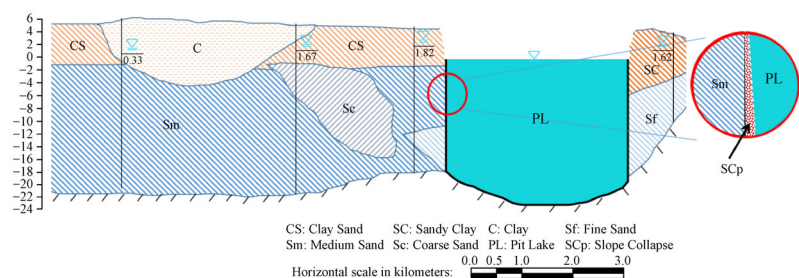 6
4
2
0
−2
−4
−6
−8
−10
−12
−14
−16
−18
−20
−22
−24
CS
C
CS
0.33
1.67
1.82
1.62
SC
Sm
Sc
PL
Sf
Sm
PL
SCp
CS: Clay Sand SC: Sandy Clay C: Clay Sf: Fine Sand
Sm: Medium Sand Sc: Coarse Sand PL: Pit Lake SCp: Slope Collapse
0.0 0.5 1.0 2.0 3.0
Horizontal scale in kilometers: